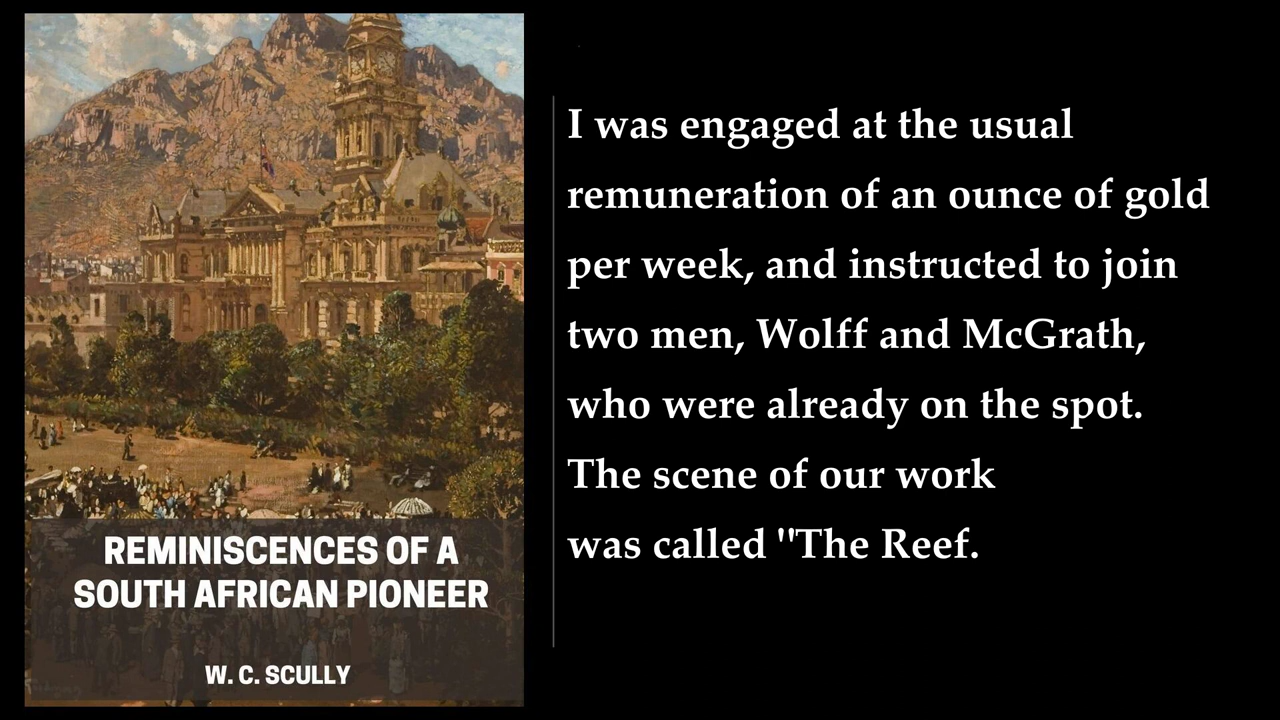 REMINISCENCES OF A
SOUTH AFRICAN PIONEER
W. C. SCULLY
I was engaged at the usual
remuneration of an ounce of gold
per week, and instructed to join
two men, Wolff and McGrath,
who were already on the spot.
The scene of our work
was called "The Reef.